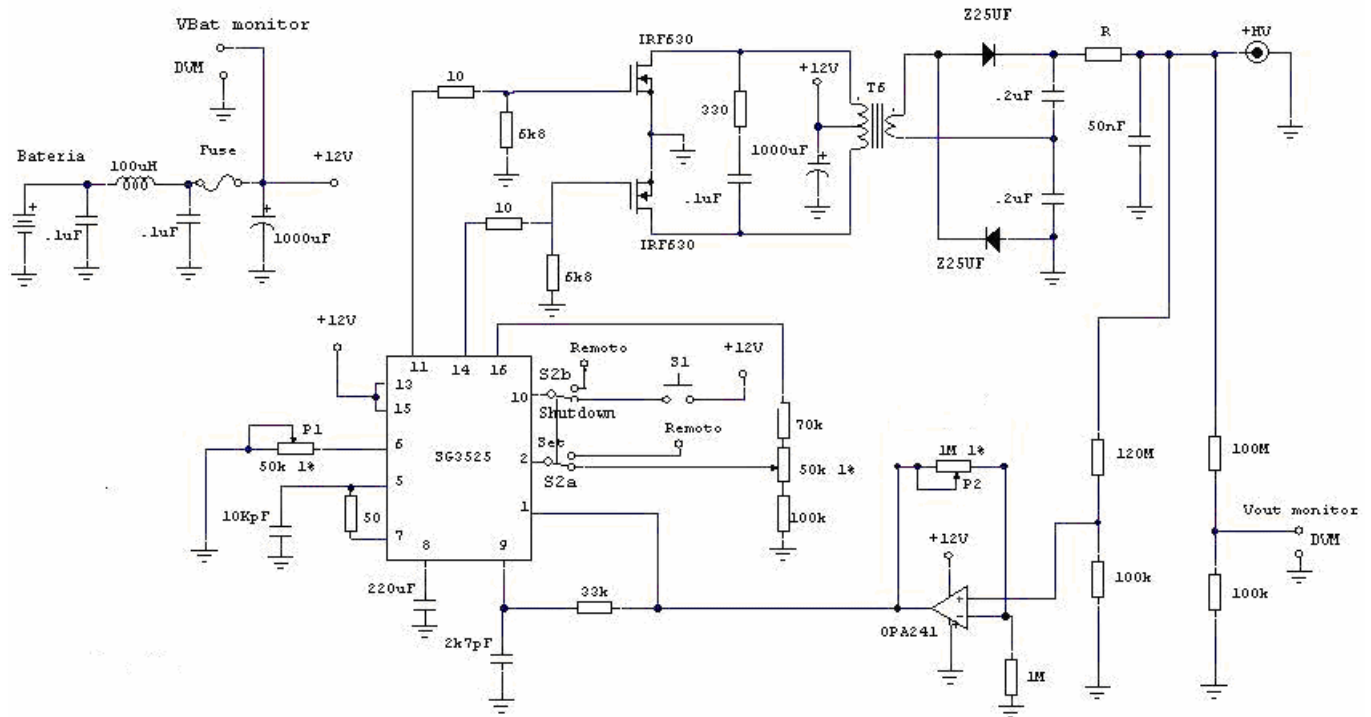 VBat monitor
DVM
Bateria
100uH
Fuse
+12V
+
.1uF
.1uF
+
1000uF
10
6k8
10
6k8
IRF630
IRF630
330
.1uF
+12V
+
1000uF
T6
Z25UF
Z25UF
.2uF
.2uF
R
50nF
+HV
+12V
11
14
16
13
15
10
6
SG3525
2
5
7
1
8
9
P1
50k 1%
10KpF
50
220uF
2k7pF
33k
S2b
Remoto
Shutdown
S1
+12V
Set
Remoto
S2a
70k
50k 1%
100k
1M 1%
P2
+12V
+
-
+
OPA241
1M
120M
100k
100M
100k
Vout monitor
DVM